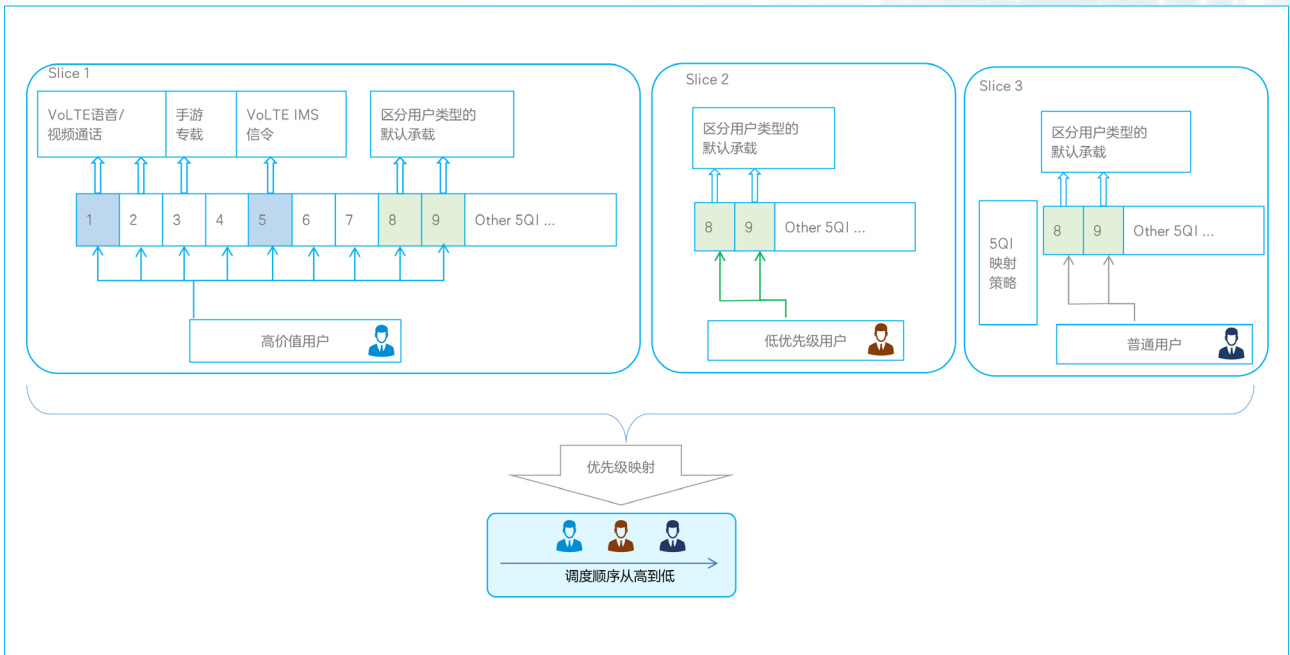 Slice 1
VoLTE语音/
视频通话
手游
专载
VoLTE IMS
信令
区分用户类型的
默认承载
1
2
3
4
5
6
7
8
9
Other 5QI ...
高价值用户
Slice 2
区分用户类型的
默认承载
8
9
Other 5QI ...
低优先级用户
Slice 3
区分用户类型的
默认承载
5QI
映射
策略
8
9
Other 5QI ...
普通用户
优先级映射
调度顺序从高到低